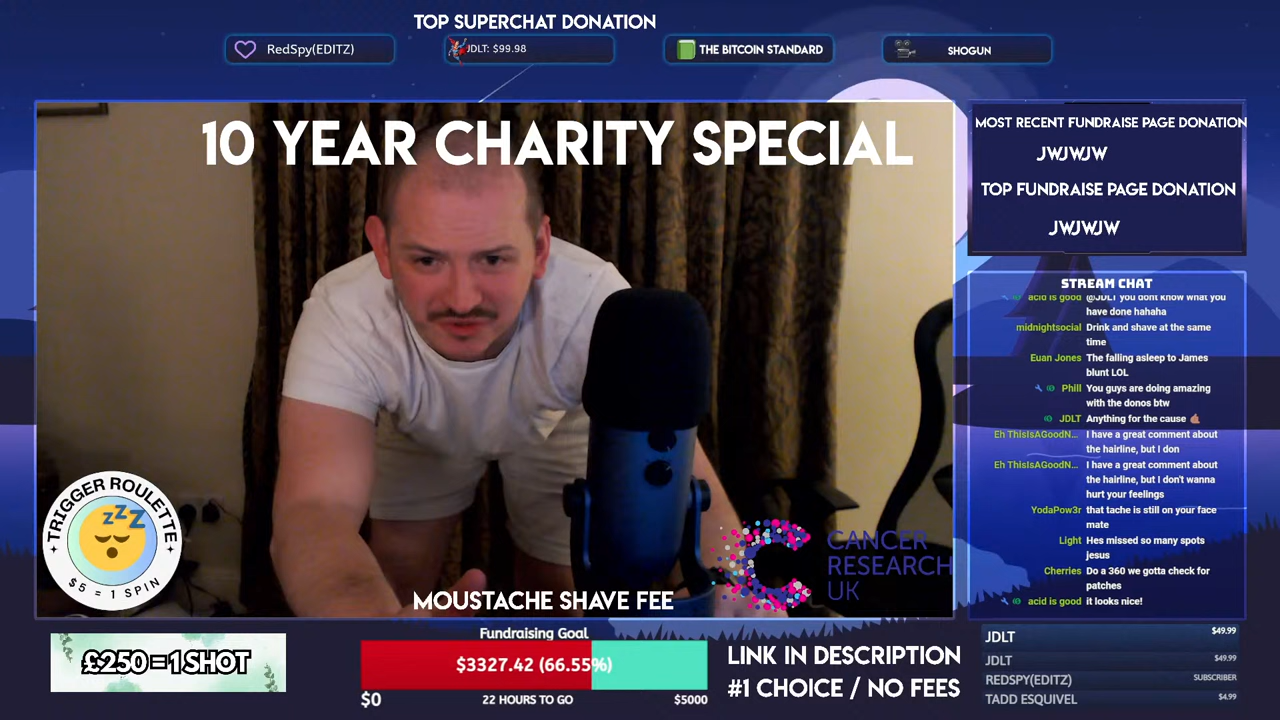 TOP SUPERCHAT DONATION
RedSpy(EDITZ)
JDLT: $99.98
THE BITCOIN STANDARD
SHOGUN
10 YEAR CHARITY SPECIAL
MOST RECENT FUNDRAISE PAGE DONATION
JWJWJW
TOP FUNDRAISE PAGE DONATION
JWJWJW
STREAM CHAT
acid is good @JDLT you dont know what you
have done hahaha
midnightsocial Drink and shave at the same
time
Euan Jones The falling asleep to James
blunt LOL
Phill You guys are doing amazing
with the donos btw
JDLT Anything for the cause
Eh ThisIsAGoodN... I have a great comment about
the hairline, but I don
Eh ThisIsAGoodN... I have a great comment about
the hairline, but I don't wanna
hurt your feelings
YodaPow3r that tache is still on your face
mate
Light Hes missed so many spots
jesus
Cherries Do a 360 we gotta check for
patches
acid is good it looks nice!
TRIGGER ROULETTE
zzz
$5 = 1 SPIN
CANCER
RESEARCH
UK
MOUSTACHE SHAVE FEE
£250 = 1 SHOT
Fundraising Goal
$3327.42 (66.55%)
$0
22 HOURS TO GO
$5000
LINK IN DESCRIPTION
#1 CHOICE / NO FEES
JDLT $49.99
JDLT $49.99
REDSPY(EDITZ) SUBSCRIBER
TADD ESQUIVEL $4.99